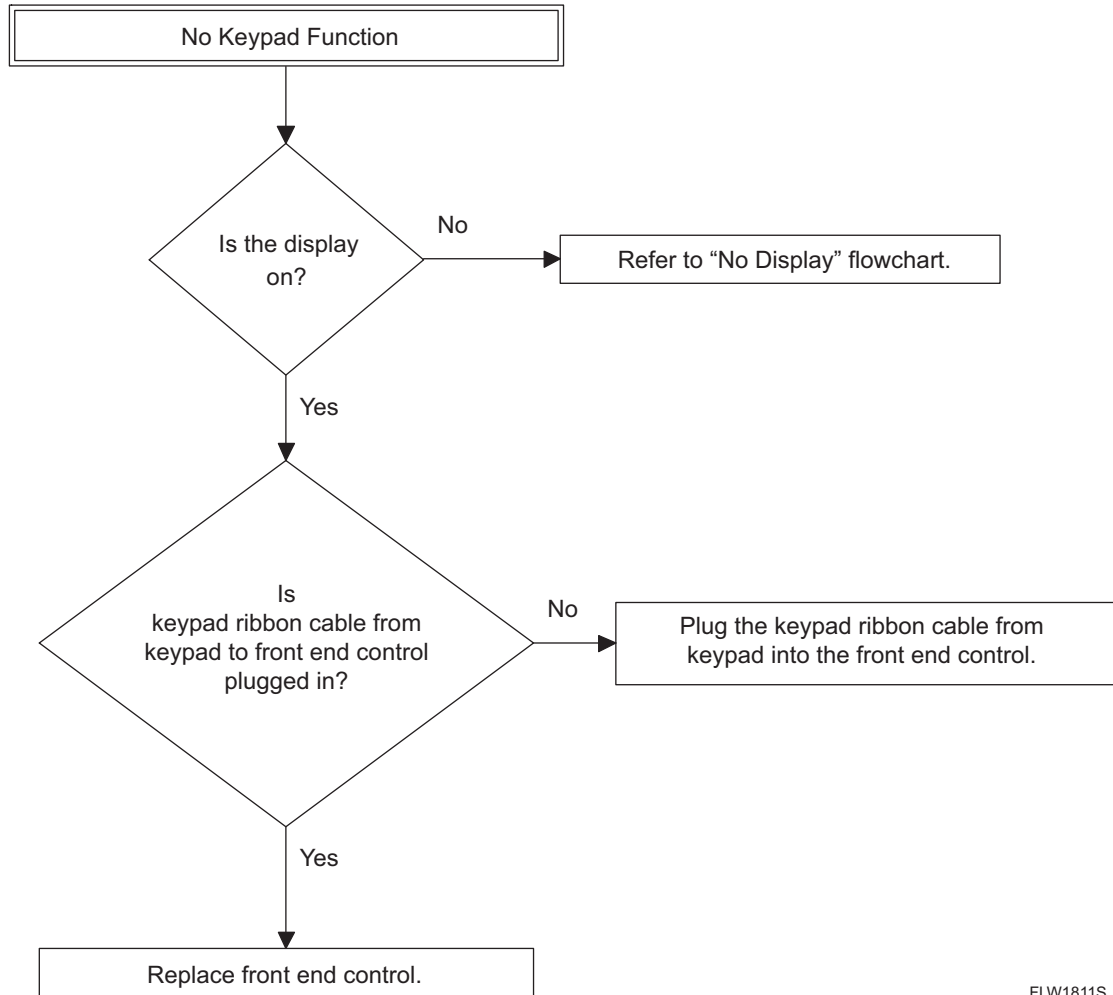 No Keypad Function
Is the display
on?
No
Refer to “No Display” flowchart.
Yes
Is
keypad ribbon cable from
keypad to front end control
plugged in?
No
Plug the keypad ribbon cable from
keypad into the front end control.
Yes
Replace front end control.
FLW1811S